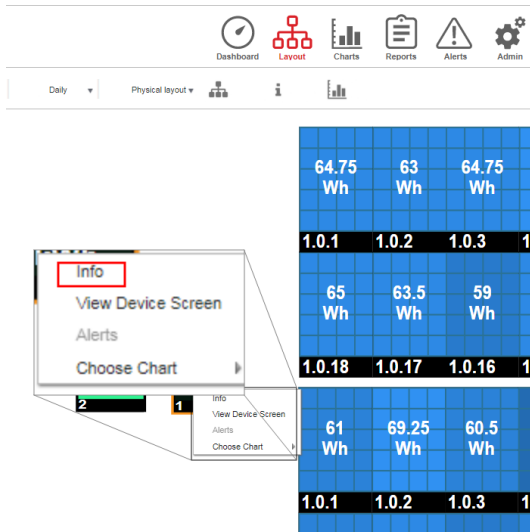 Dashboard Layout Charts Reports Alerts Admin
Daily Physical layout
64.75 63 64.75
Wh Wh Wh
1.0.1 1.0.2 1.0.3 1
Info
View Device Screen
Alerts
Choose Chart
65 63.5 59
Wh Wh Wh
1.0.18 1.0.17 1.0.16 1
2 1
Info
View Device Screen
Alerts
Choose Chart
61 69.25 60.5
Wh Wh Wh
1.0.1 1.0.2 1.0.3 1